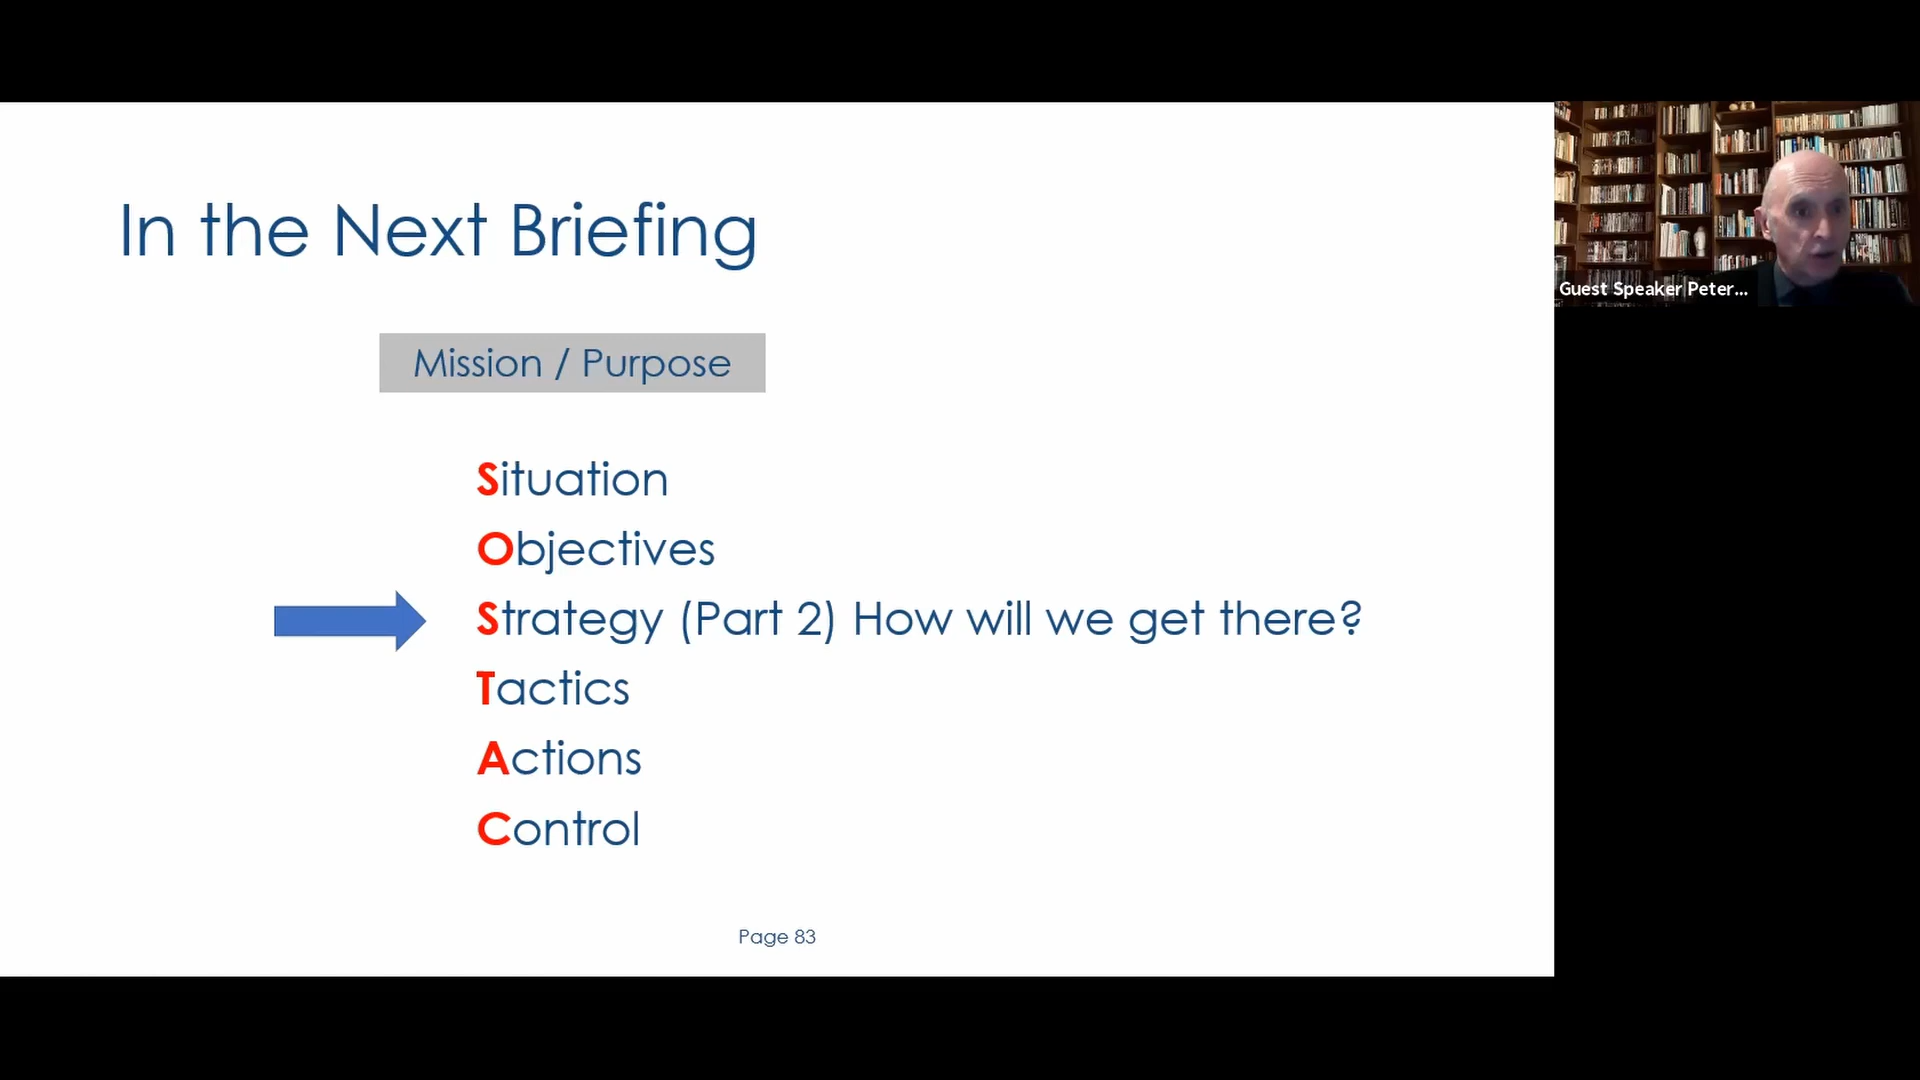 In the Next Briefing
Mission / Purpose
Situation
Objectives
Strategy (Part 2) How will we get there?
Tactics
Actions
Control
Page 83
Guest Speaker Peter...